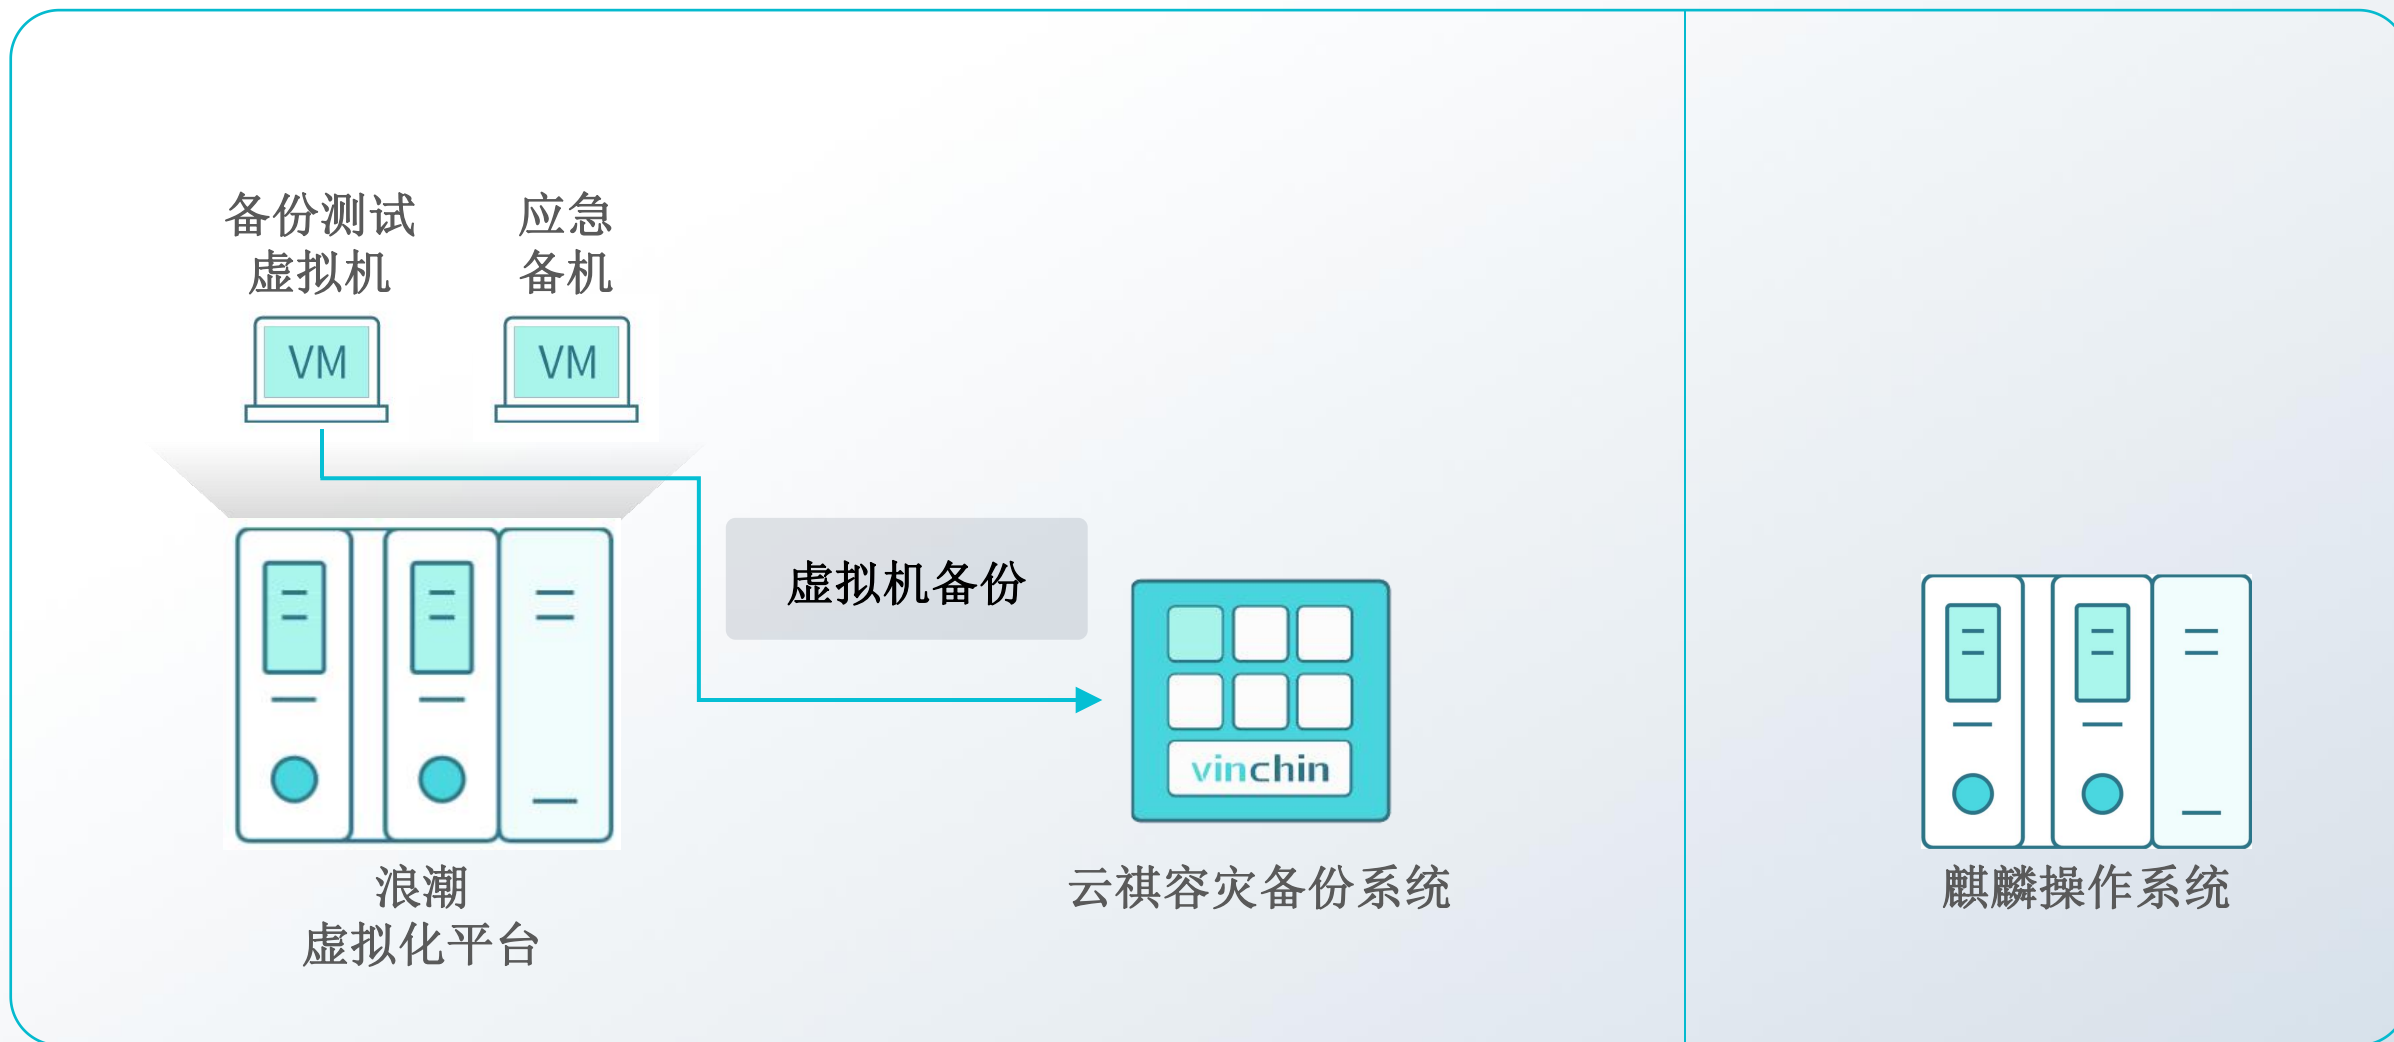 备份测试
虚拟机
应急
备机
VM
VM
虚拟机备份
vinchin
浪潮
虚拟化平台
云祺容灾备份系统
麒麟操作系统